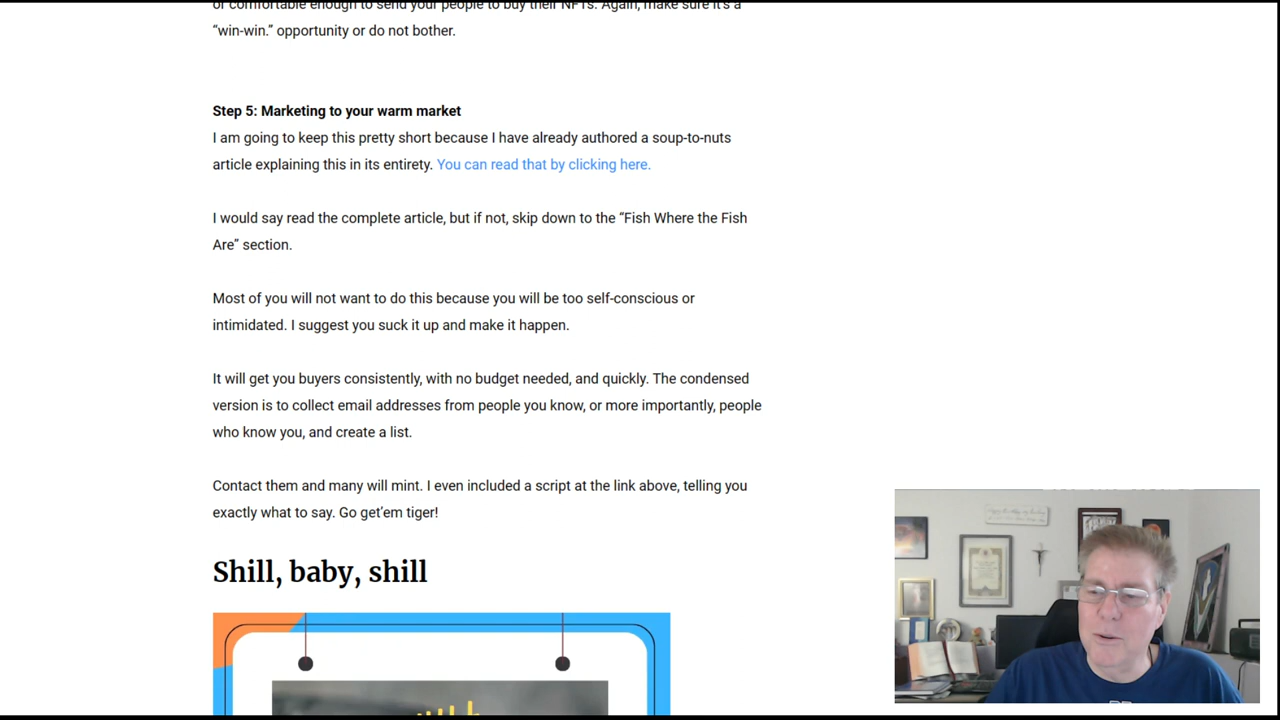 or comfortable enough to send your people to buy their NFTs. Again, make sure it's a
“win-win.” opportunity or do not bother.
Step 5: Marketing to your warm market
I am going to keep this pretty short because I have already authored a soup-to-nuts
article explaining this in its entirety. You can read that by clicking here.
I would say read the complete article, but if not, skip down to the “Fish Where the Fish
Are” section.
Most of you will not want to do this because you will be too self-conscious or
intimidated. I suggest you suck it up and make it happen.
It will get you buyers consistently, with no budget needed, and quickly. The condensed
version is to collect email addresses from people you know, or more importantly, people
who know you, and create a list.
Contact them and many will mint. I even included a script at the link above, telling you
exactly what to say. Go get’em tiger!
Shill, baby, shill